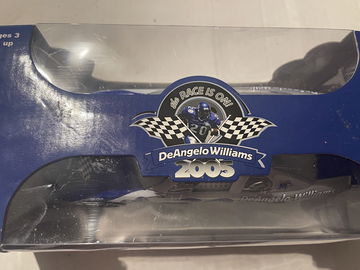 ges 3
up
the RACE IS ON!
20
DeAngelo Williams
2005
DeAngelo Williams